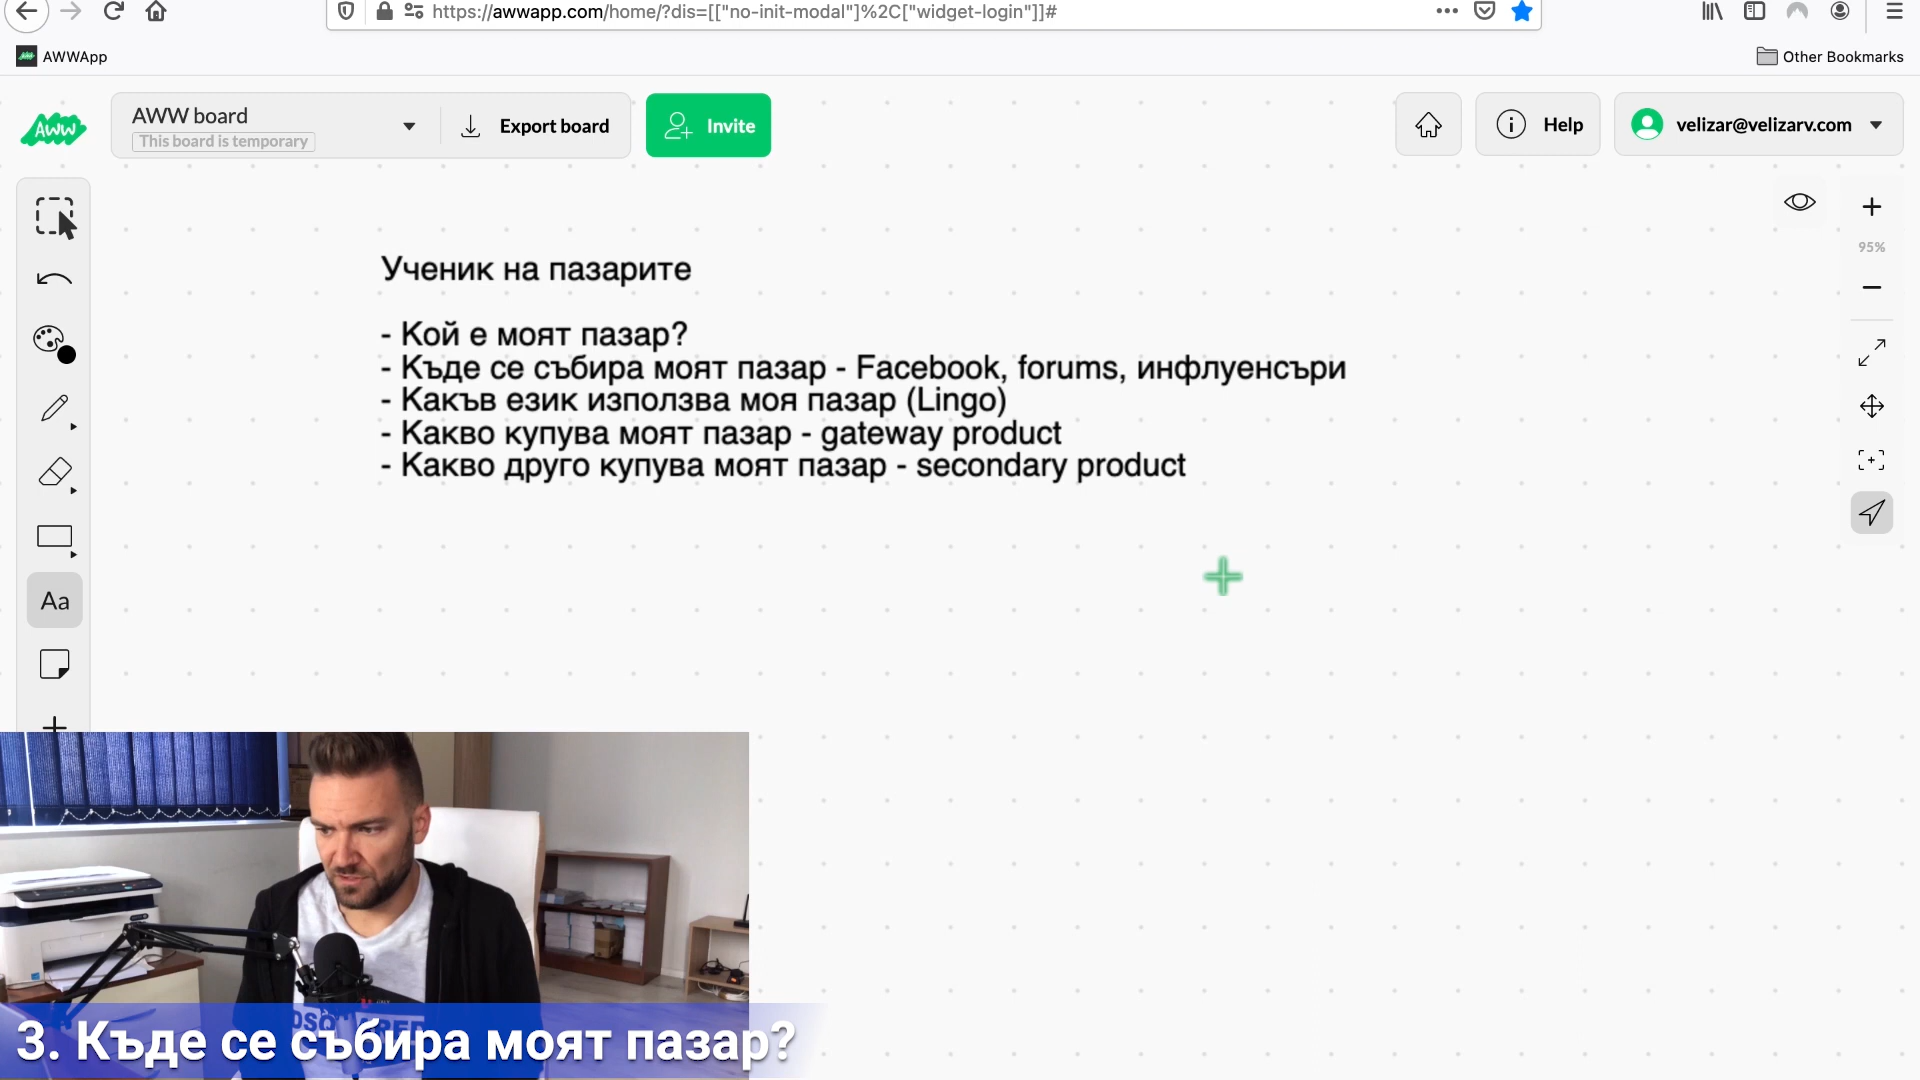 https://awwapp.com/home/?dis=[["no-init-modal"]%2C["widget-login"]]#
AWWApp
Other Bookmarks
AWW
AWW board
This board is temporary
Export board
Invite
Help
velizar@velizarv.com
95%
Ученик на пазарите
- Кой е моят пазар?
- Къде се събира моят пазар - Facebook, forums, инфлуенсъри
- Какъв език използва моя пазар (Lingo)
- Какво купува моят пазар - gateway product
- Какво друго купува моят пазар - secondary product
Aa
3. Къде се събира моят пазар?